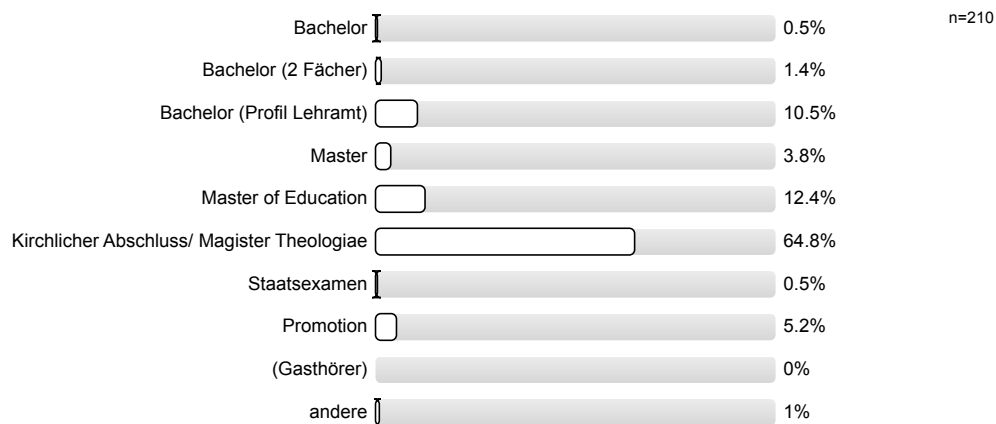 n=210
Bachelor 0.5%
Bachelor (2 Fächer) 1.4%
Bachelor (Profil Lehramt) 10.5%
Master 3.8%
Master of Education 12.4%
Kirchlicher Abschluss/ Magister Theologiae 64.8%
Staatsexamen 0.5%
Promotion 5.2%
(Gasthörer) 0%
andere 1%